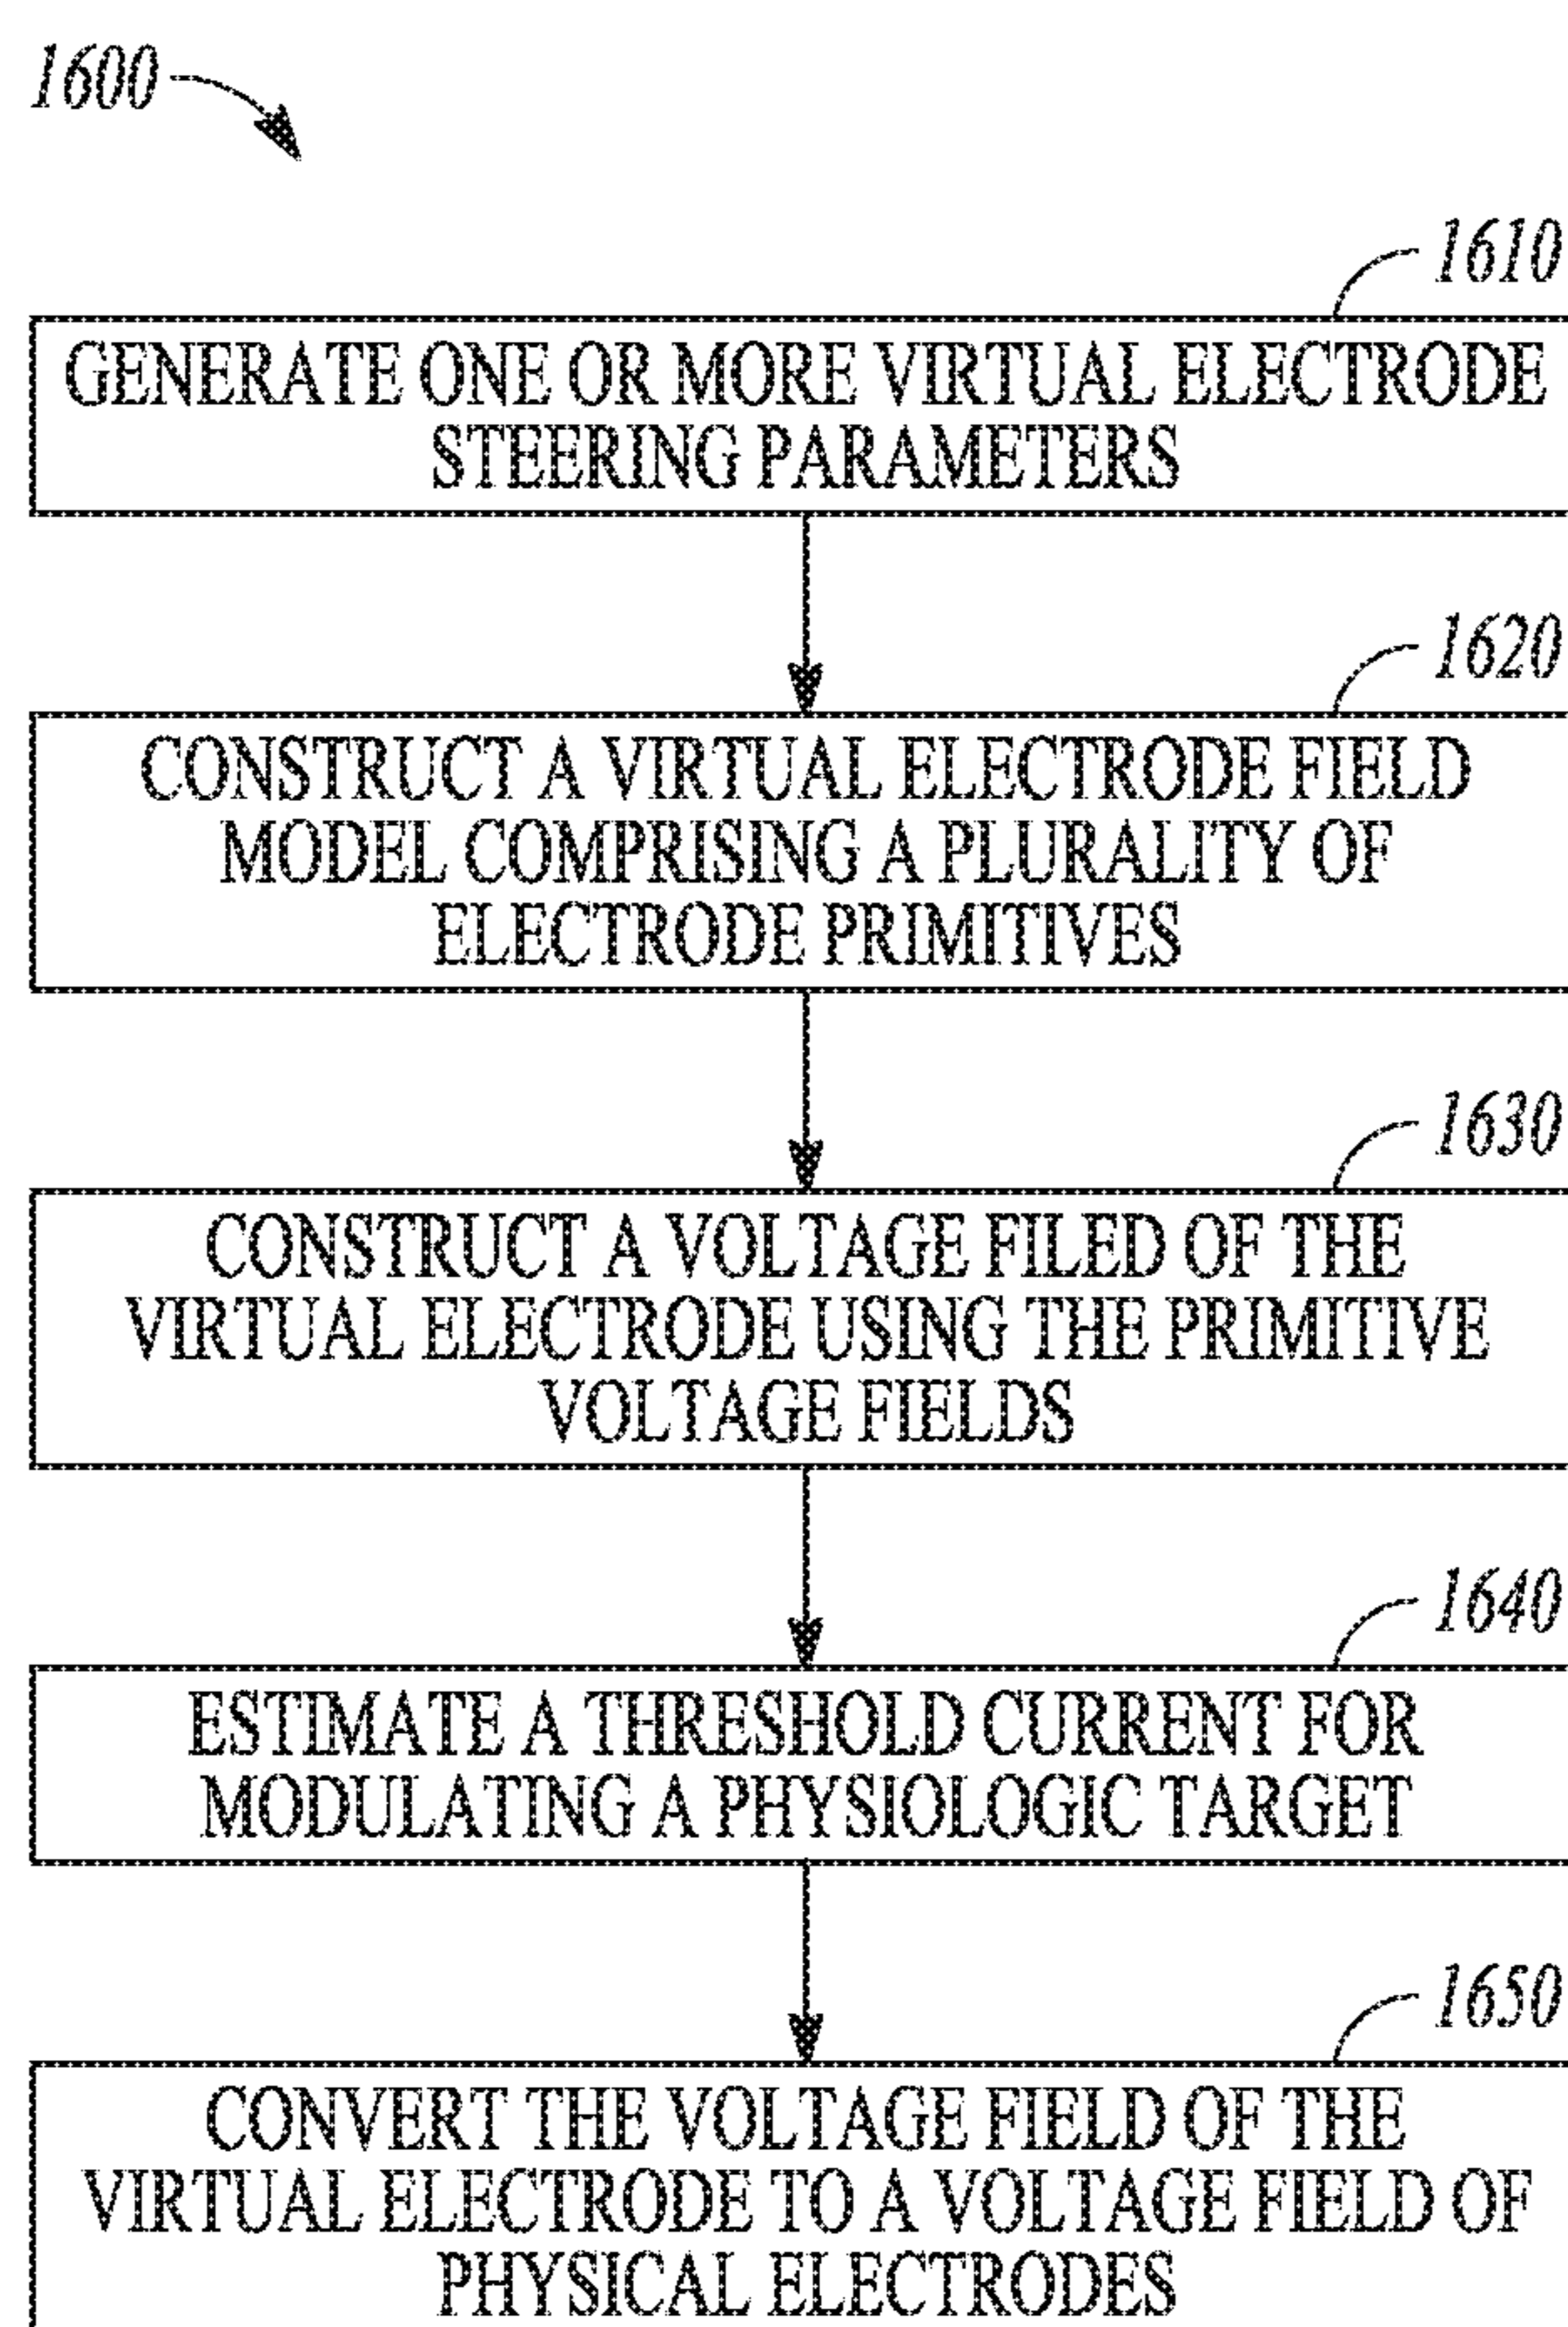 1600
1610
GENERATE ONE OR MORE VIRTUAL ELECTRODE
STEERING PARAMETERS
1620
CONSTRUCT A VIRTUAL ELECTRODE FIELD
MODEL COMPRISING A PLURALITY OF
ELECTRODE PRIMITIVES
1630
CONSTRUCT A VOLTAGE FILED OF THE
VIRTUAL ELECTRODE USING THE PRIMITIVE
VOLTAGE FIELDS
1640
ESTIMATE A THRESHOLD CURRENT FOR
MODULATING A PHYSIOLOGIC TARGET
1650
CONVERT THE VOLTAGE FIELD OF THE
VIRTUAL ELECTRODE TO A VOLTAGE FIELD OF
PHYSICAL ELECTRODES